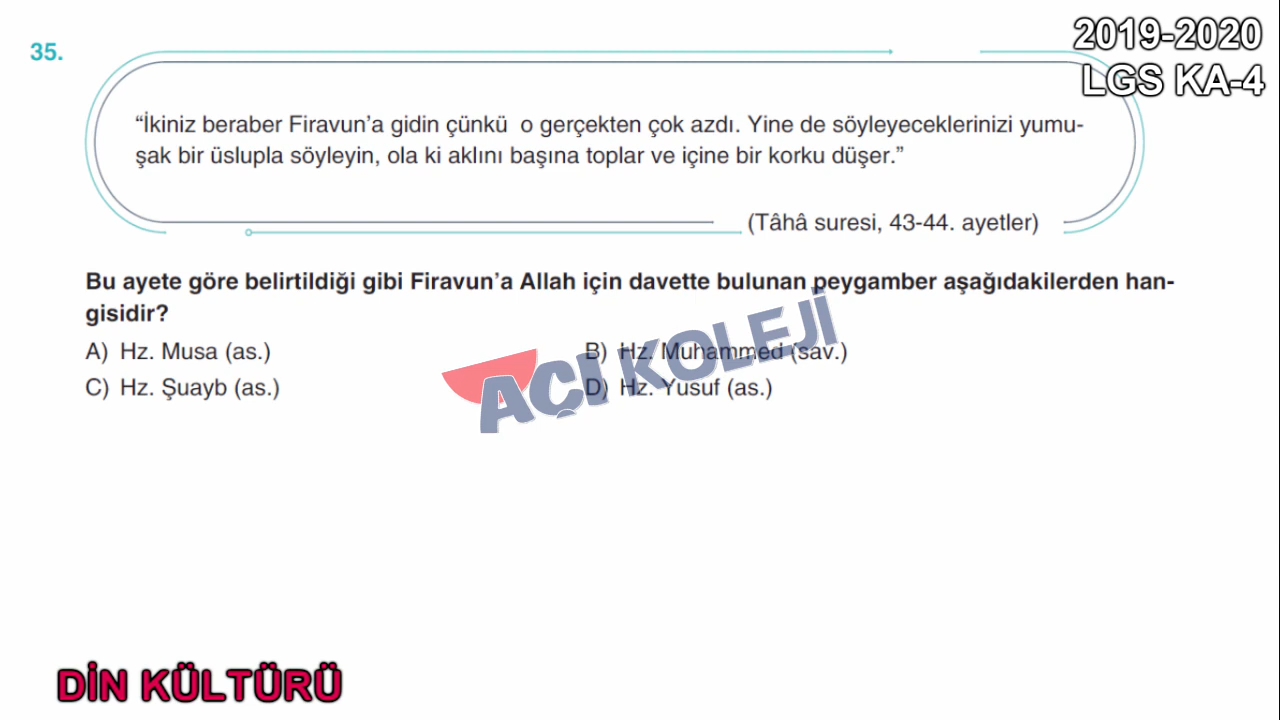 2019-2020
LGS KA-4
35.
“İkiniz beraber Firavun’a gidin çünkü o gerçekten çok azdı. Yine de söyleyeceklerinizi yumu-
şak bir üslupla söyleyin, ola ki aklını başına toplar ve içine bir korku düşer.”
(Tâhâ suresi, 43-44. ayetler)
Bu ayete göre belirtildiği gibi Firavun’a Allah için davette bulunan peygamber aşağıdakilerden han-
gisidir?
A) Hz. Musa (as.) B) Hz. Muhammed (sav.)
C) Hz. Şuayb (as.) D) Hz. Yusuf (as.)
AÇI KOLEJİ
DİN KÜLTÜRÜ